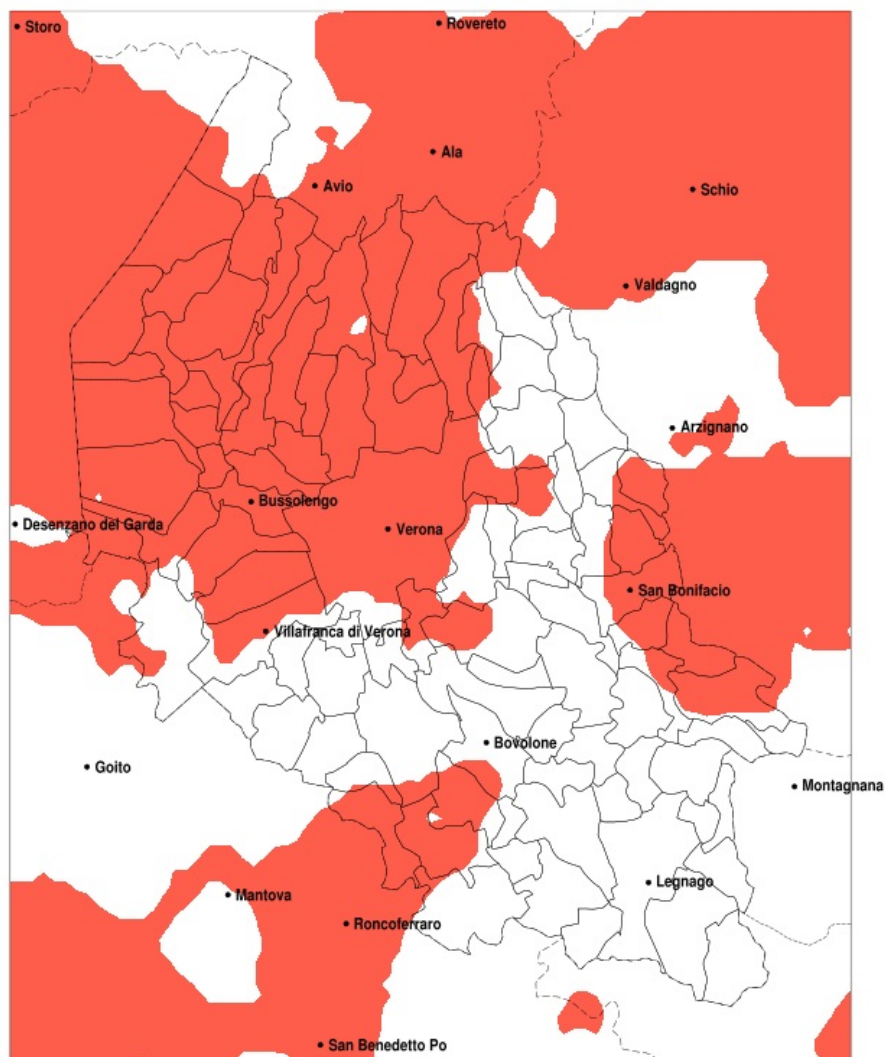 Storo
Rovereto
Ala
Avio
Schio
Valdagno
Arzignano
Bussolengo
Desenzano del Garda
Verona
San Bonifacio
Villafranca di Verona
Bovolone
Goito
Montagnana
Legnago
Mantova
Roncoferraro
San Benedetto Po